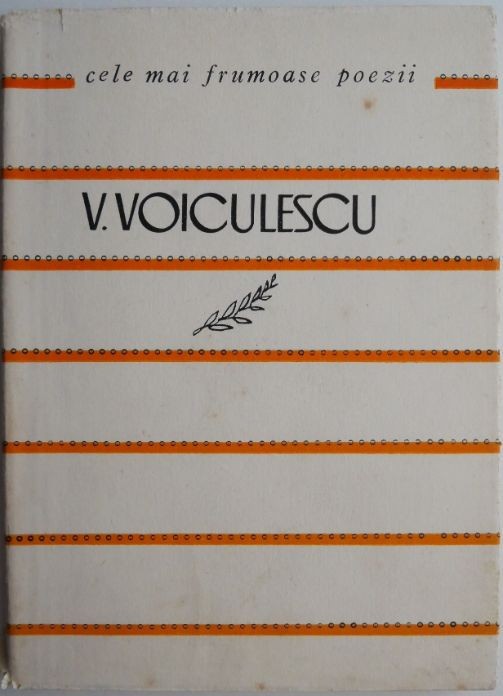 cele mai frumoase poezii
V. VOICULESCU